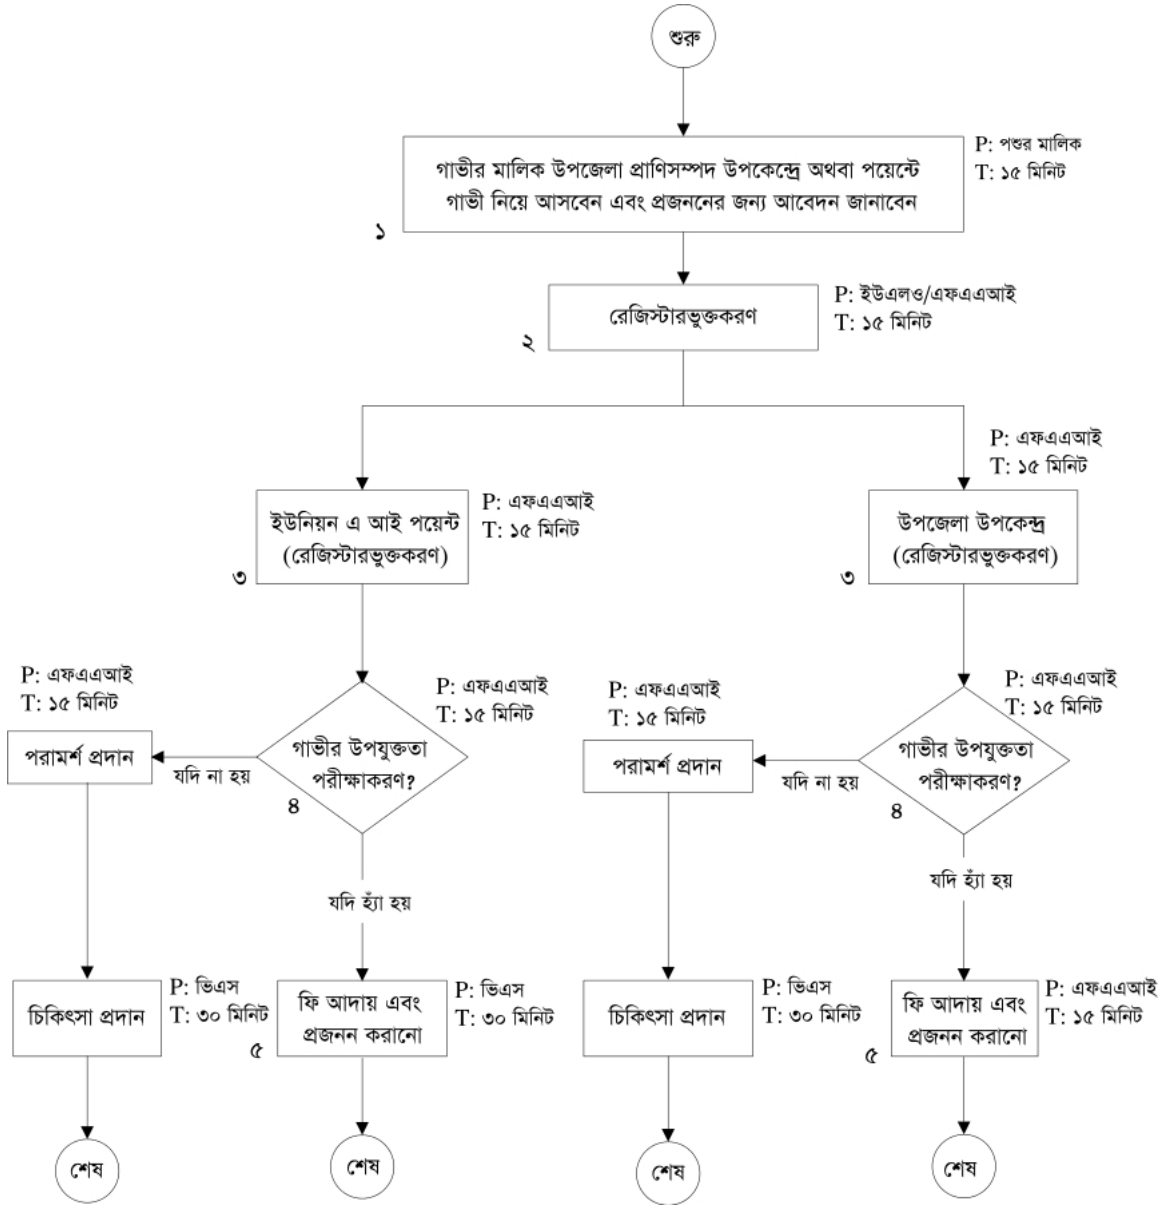 শুরু
P: পশুর মালিক
T: ১৫ মিনিট
গাভীর মালিক উপজেলা প্রাণিসম্পদ উপকেন্দ্রে অথবা পয়েন্টে
গাভী নিয়ে আসবেন এবং প্রজননের জন্য আবেদন জানাবেন
১
রেজিস্টারভুক্তকরণ
P: ইউএলও/এফএএআই
T: ১৫ মিনিট
২
ইউনিয়ন এ আই পয়েন্ট
(রেজিস্টারভুক্তকরণ)
P: এফএএআই
T: ১৫ মিনিট
৩
P: এফএএআই
T: ১৫ মিনিট
উপজেলা উপকেন্দ্র
(রেজিস্টারভুক্তকরণ)
৩
P: এফএএআই
T: ১৫ মিনিট
পরামর্শ প্রদান
যদি না হয়
P: এফএএআই
T: ১৫ মিনিট
গাভীর উপযুক্ততা
পরীক্ষাকরণ?
৪
P: এফএএআই
T: ১৫ মিনিট
পরামর্শ প্রদান
যদি না হয়
P: এফএএআই
T: ১৫ মিনিট
গাভীর উপযুক্ততা
পরীক্ষাকরণ?
৪
যদি হ্যাঁ হয়
যদি হ্যাঁ হয়
চিকিৎসা প্রদান
P: ভিএস
T: ৩০ মিনিট
ফি আদায় এবং
প্রজনন করানো
৫
P: ভিএস
T: ৩০ মিনিট
চিকিৎসা প্রদান
P: ভিএস
T: ৩০ মিনিট
ফি আদায় এবং
প্রজনন করানো
৫
P: এফএএআই
T: ১৫ মিনিট
শেষ
শেষ
শেষ
শেষ